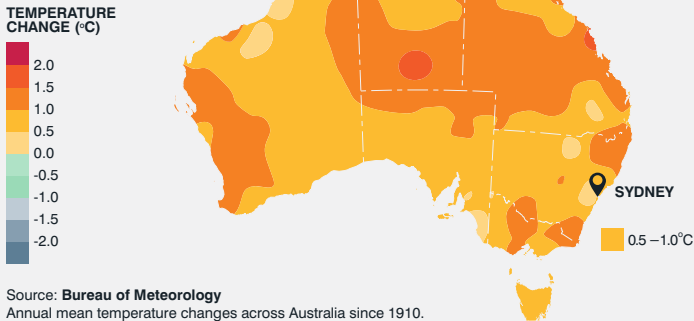 TEMPERATURE
CHANGE (°C)
2.0
1.5
1.0
0.5
0.0
-0.5
-1.0
-1.5
-2.0
SYDNEY
0.5 –1.0°C
Source: Bureau of Meteorology
Annual mean temperature changes across Australia since 1910.